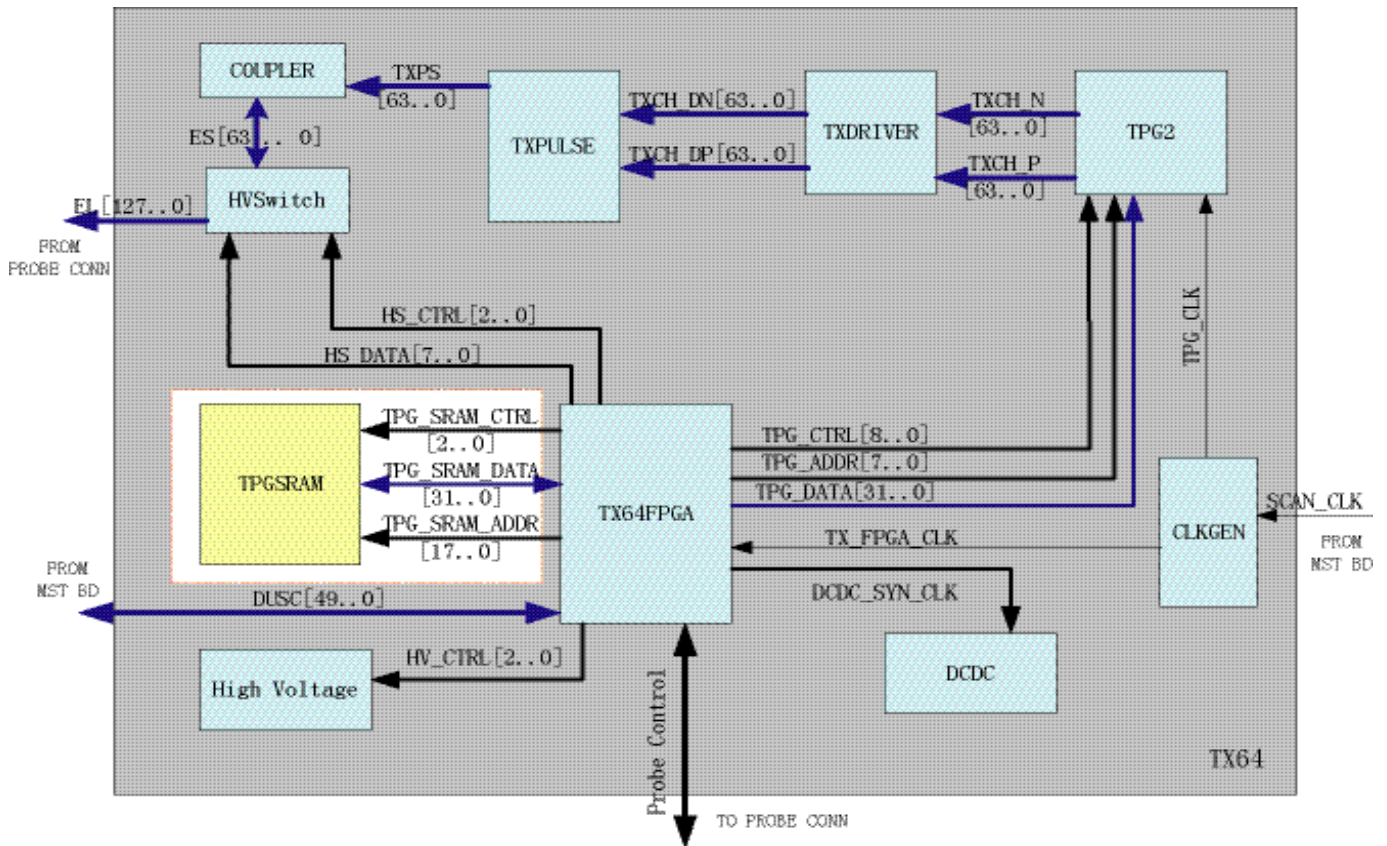 COUPLER
TXPS
[63..0]
TXPULSE
TXCH_DN[63..0]
TXCH_DP[63..0]
TXDRIVER
TXCH_N
[63..0]
TXCH_P
[63..0]
TPG2
ES[63.. 0]
HVSwitch
EL[127..0]
FROM
PROBE CONN
HS_CTRL[2..0]
HS_DATA[7..0]
TPG_CLK
TPGSRAM
TPG_SRAM_CTRL
[2..0]
TPG_SRAM_DATA
[31..0]
TPG_SRAM_ADDR
[17..0]
TX64FPGA
TPG_CTRL[8..0]
TPG_ADDR[7..0]
TPG_DATA[31..0]
TX_FPGA_CLK
DCDC_SYN_CLK
CLKGEN
SCAN_CLK
FROM
MST BD
FROM
MST BD
DUSC[49..0]
HV_CTRL[2..0]
High Voltage
DCDC
Probe Control
TO PROBE CONN
TX64